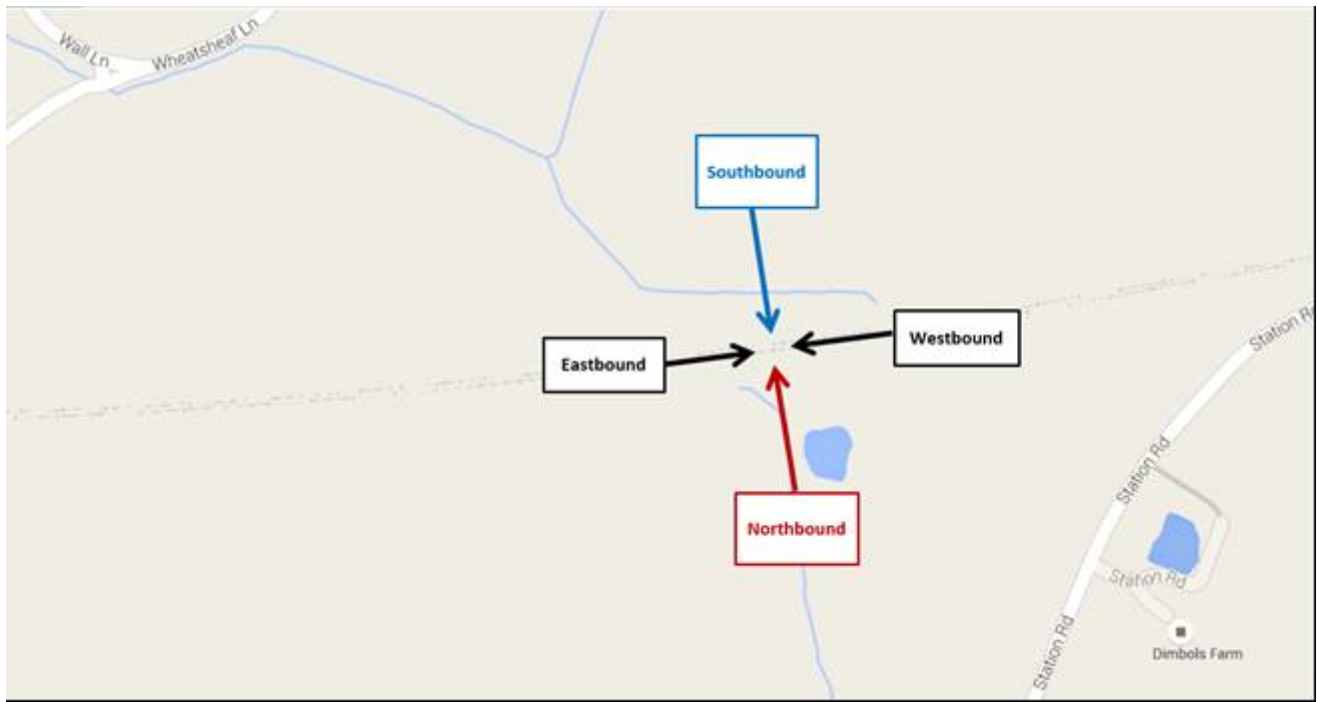 Wall Ln
Wheatsheaf Ln
Southbound
Westbound
Eastbound
Station Rd
Station Rd
Northbound
Station Rd
Station Rd
Dimbols Farm